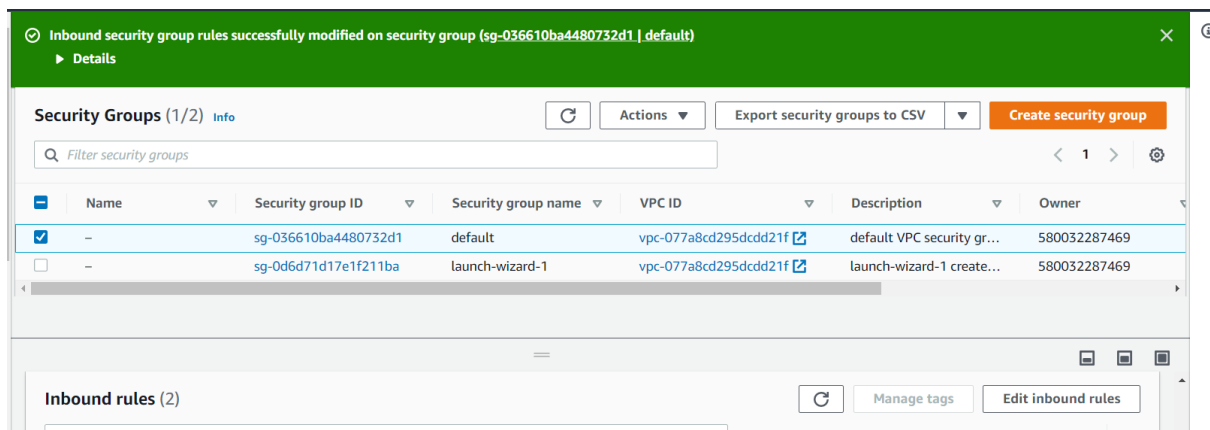 Inbound security group rules successfully modified on security group (sg-036610ba4480732d1 | default)
Details
Security Groups (1/2) Info
Actions
Export security groups to CSV
Create security group
Filter security groups
1
Name Security group ID Security group name VPC ID Description Owner
– sg-036610ba4480732d1 default vpc-077a8cd295dcdd21f default VPC security gr... 580032287469
– sg-0d6d71d17e1f211ba launch-wizard-1 vpc-077a8cd295dcdd21f launch-wizard-1 create... 580032287469
Inbound rules (2)
Manage tags
Edit inbound rules